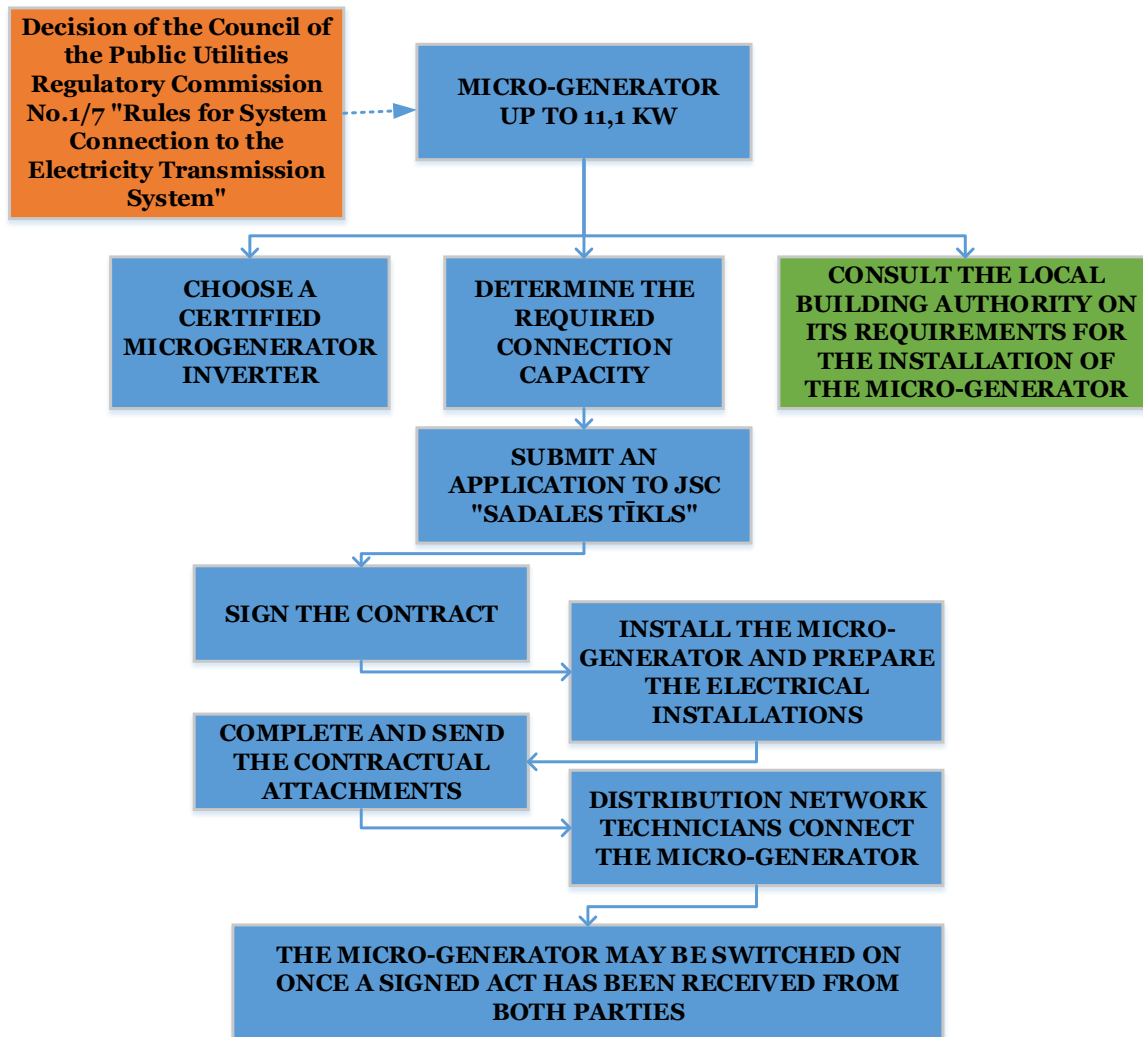 Decision of the Council of
the Public Utilities
Regulatory Commission
No.1/7 "Rules for System
Connection to the
Electricity Transmission
System"
MICRO-GENERATOR
UP TO 11,1 KW
CHOOSE A
CERTIFIED
MICROGENERATOR
INVERTER
DETERMINE THE
REQUIRED
CONNECTION
CAPACITY
CONSULT THE LOCAL
BUILDING AUTHORITY ON
ITS REQUIREMENTS FOR
THE INSTALLATION OF
THE MICRO-GENERATOR
SUBMIT AN
APPLICATION TO JSC
"SADALES TĪKLS"
SIGN THE CONTRACT
INSTALL THE MICRO-
GENERATOR AND PREPARE
THE ELECTRICAL
INSTALLATIONS
COMPLETE AND SEND
THE CONTRACTUAL
ATTACHMENTS
DISTRIBUTION NETWORK
TECHNICIANS CONNECT
THE MICRO-GENERATOR
THE MICRO-GENERATOR MAY BE SWITCHED ON
ONCE A SIGNED ACT HAS BEEN RECEIVED FROM
BOTH PARTIES